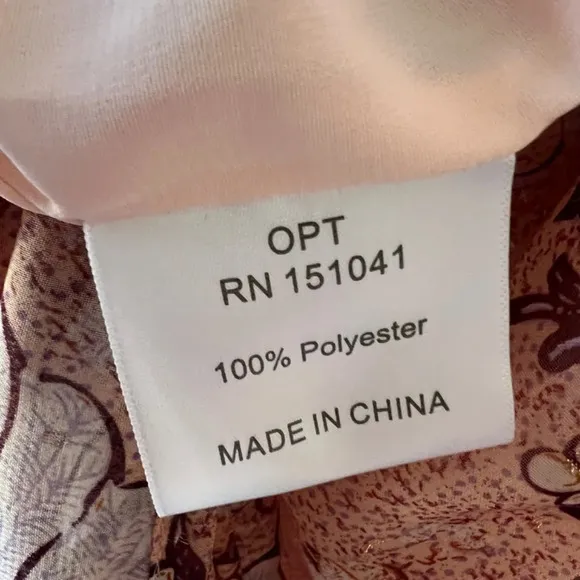 OPT
RN 151041
100% Polyester
MADE IN CHINA